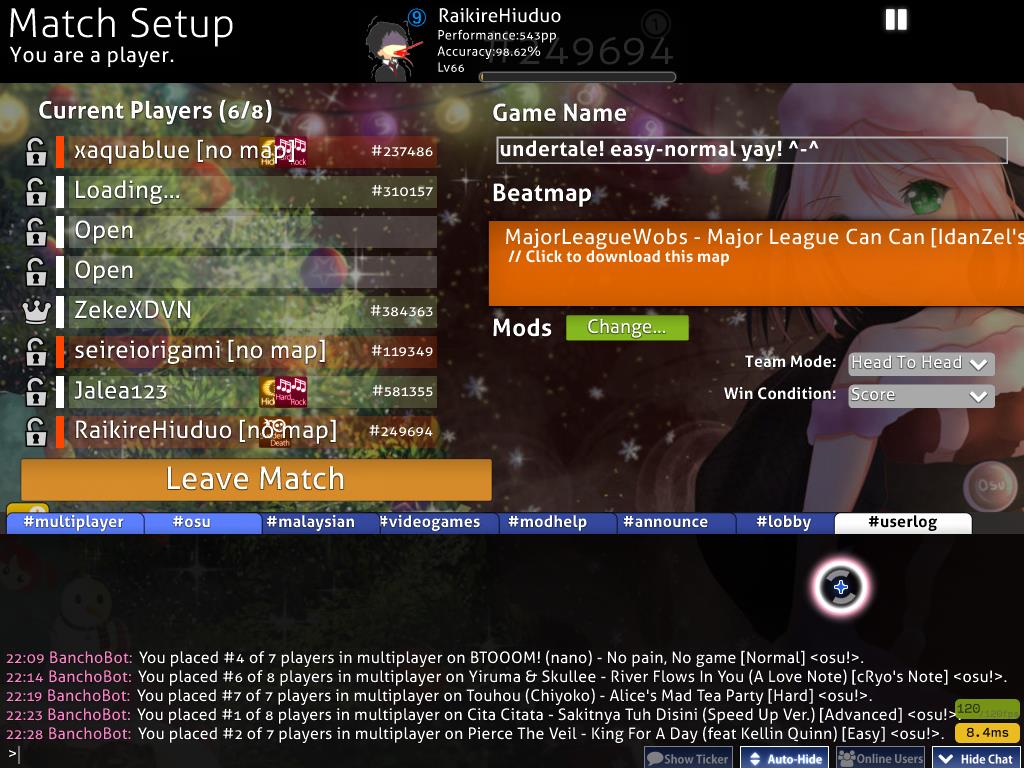 Match Setup
You are a player.
9
RaikireHiuduo
Performance:543pp
Accuracy:98.62%
Lv66
#249694
1
Current Players (6/8)
xaquablue [no map]
#237486
Loading...
#310157
Open
Open
ZekeXDVN
#384363
seireiorigami [no map]
#119349
Jalea123
Hard Rock
#581355
RaikireHiuduo [no map]
Death
#249694
Leave Match
Game Name
undertale! easy-normal yay! ^-^
Beatmap
MajorLeagueWobs - Major League Can Can [IdanZel's
// Click to download this map
Mods
Change...
Team Mode:
Head To Head
Win Condition:
Score
osu!
#multiplayer
#osu
#malaysian
#videogames
#modhelp
#announce
#lobby
#userlog
22:09 BanchoBot: You placed #4 of 7 players in multiplayer on BTOOOM! (nano) - No pain, No game [Normal] <osu!>.
22:14 BanchoBot: You placed #6 of 8 players in multiplayer on Yiruma & Skullee - River Flows In You (A Love Note) [cRyo's Note] <osu!>.
22:19 BanchoBot: You placed #7 of 7 players in multiplayer on Touhou (Chiyoko) - Alice's Mad Tea Party [Hard] <osu!>.
22:23 BanchoBot: You placed #1 of 8 players in multiplayer on Cita Citata - Sakitnya Tuh Disini (Speed Up Ver.) [Advanced] <osu!>.
22:28 BanchoBot: You placed #2 of 7 players in multiplayer on Pierce The Veil - King For A Day (feat Kellin Quinn) [Easy] <osu!>.
120
8.4ms
>
Show Ticker
Auto-Hide
Online Users
Hide Chat